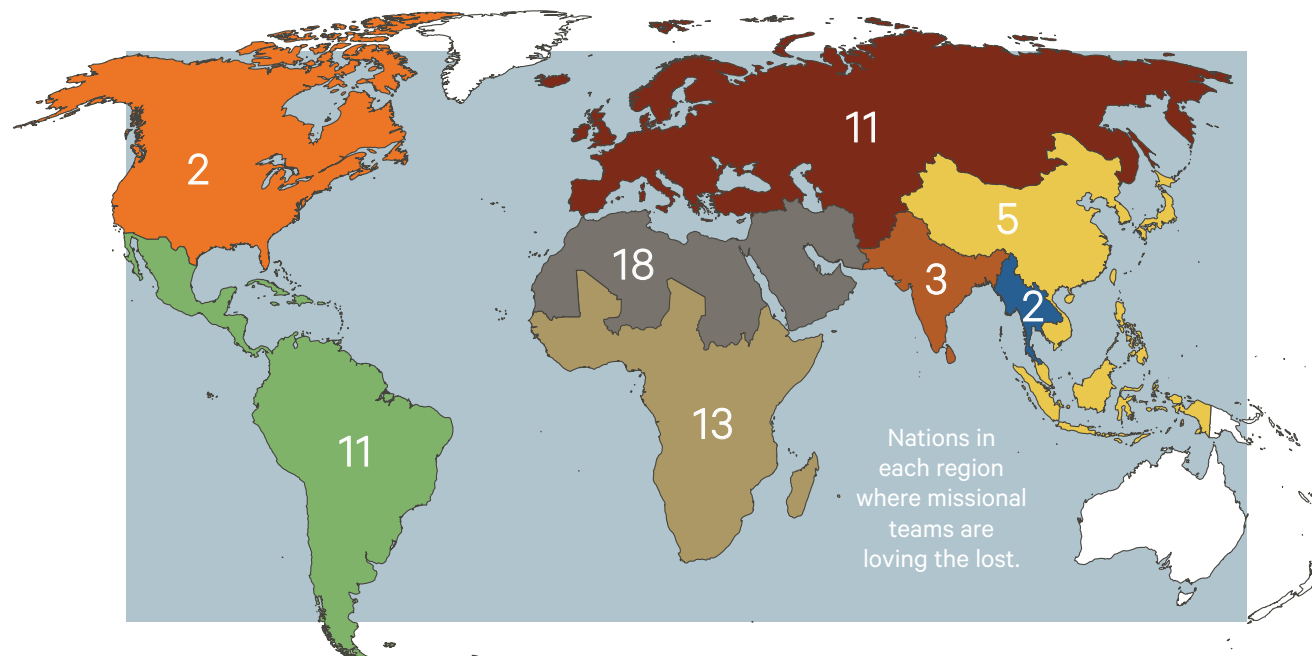 11
2
5
18
3
2
13
11
Nations in
each region
where missional
teams are
loving the lost.